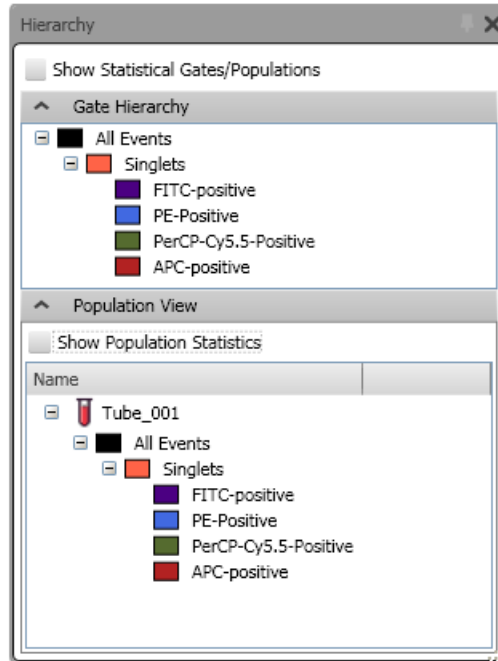 Hierarchy
Show Statistical Gates/Populations
Gate Hierarchy
All Events
Singlets
FITC-positive
PE-Positive
PerCP-Cy5.5-Positive
APC-positive
Population View
Show Population Statistics
Name
Tube_001
All Events
Singlets
FITC-positive
PE-Positive
PerCP-Cy5.5-Positive
APC-positive